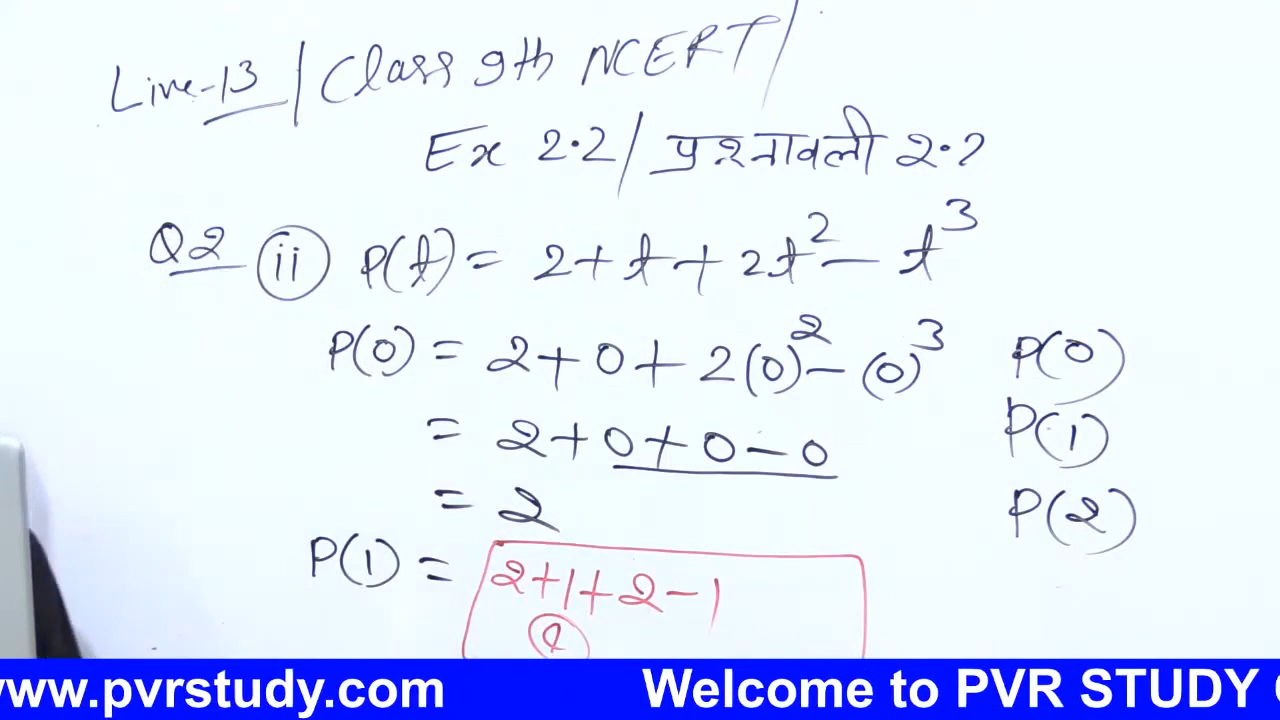 Live-13 / Class 9th NCERT /
Ex 2.2 / प्रश्नावली 2.2
Q2 (ii) P(t) = 2 + t + 2t² - t³
P(0) = 2 + 0 + 2(0)² - (0)³
= 2 + 0 + 0 - 0
= 2
P(1) = 2+1+2-1
P(0)
P(1)
P(2)
www.pvrstudy.com Welcome to PVR STUDY